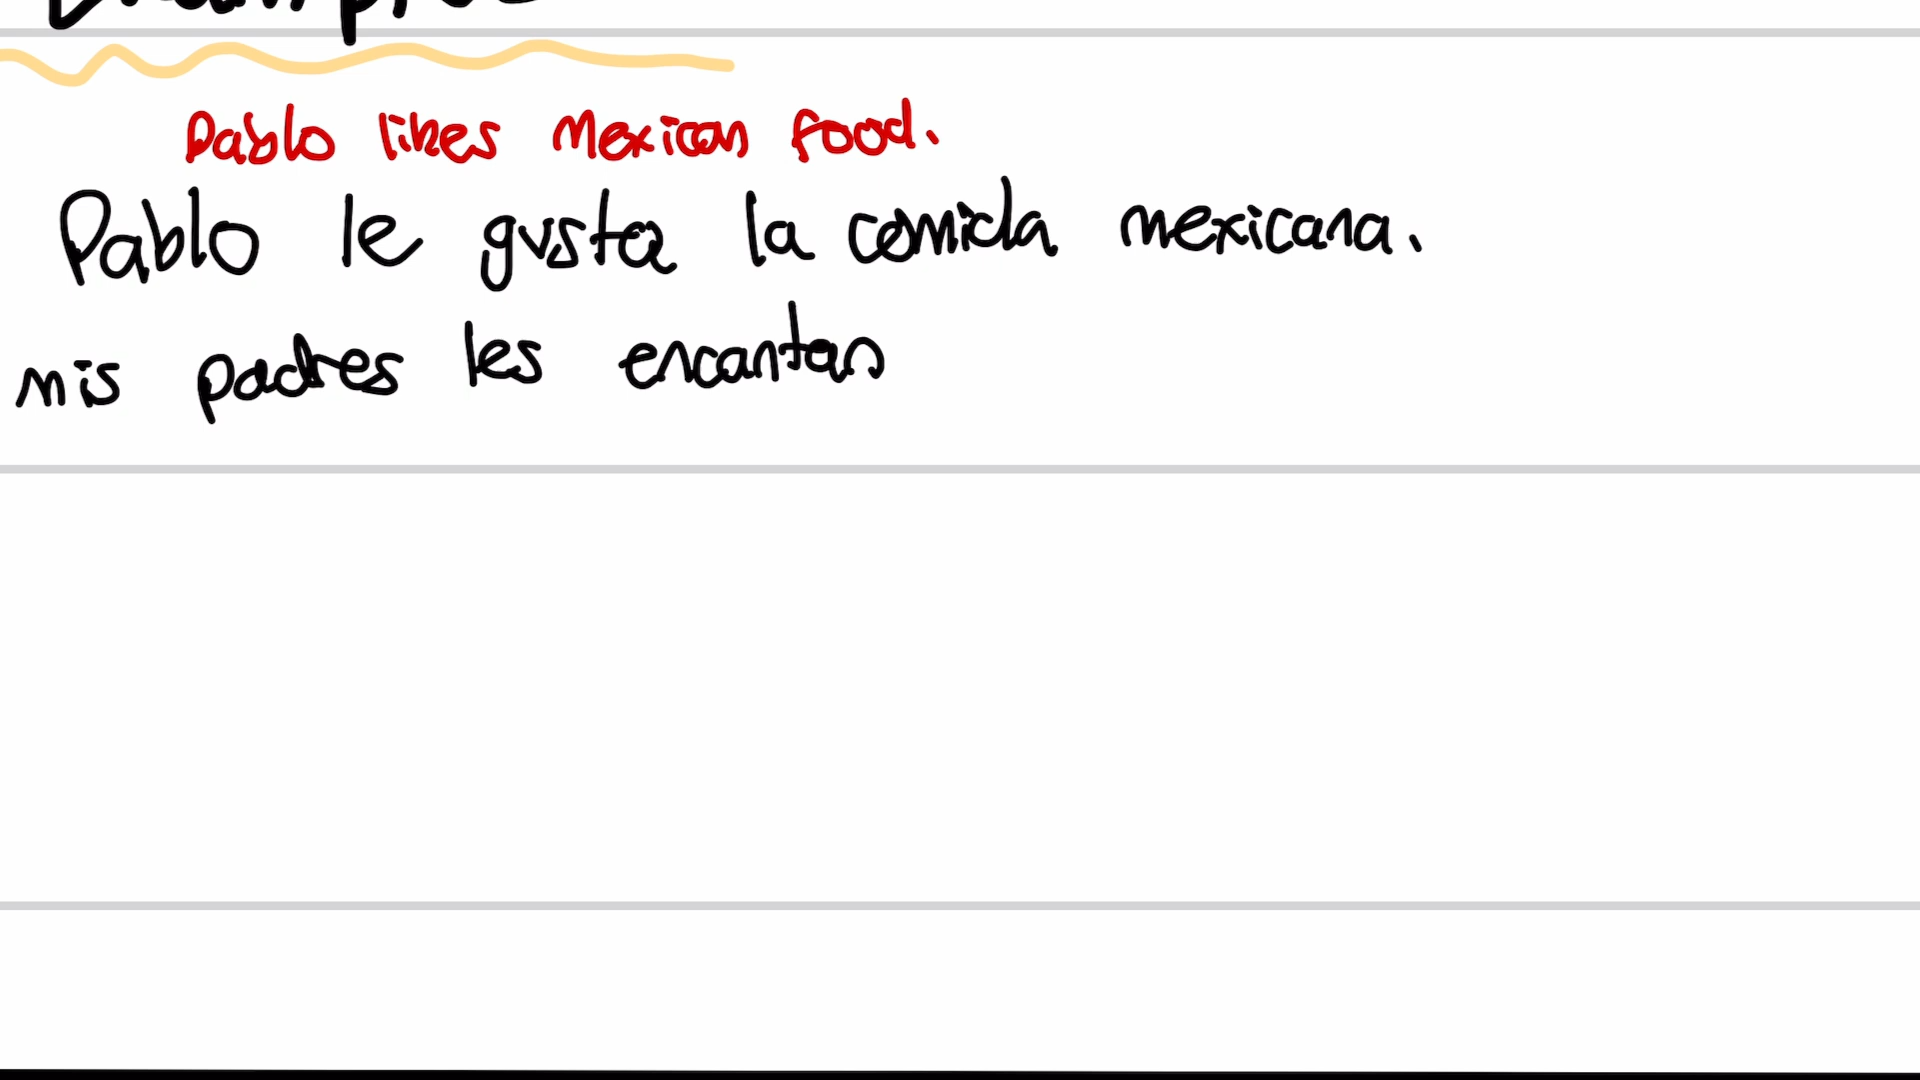 Pablo likes Mexican food.
Pablo le gusta la comida mexicana.
mis padres les encantan